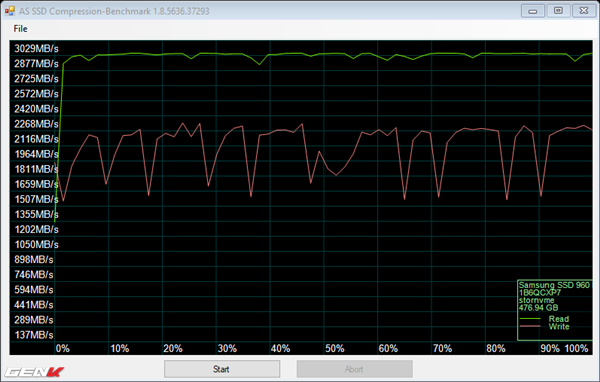 AS SSD Compression-Benchmark 1.8.5636.37293
File
3029MB/s
2877MB/s
2725MB/s
2572MB/s
2420MB/s
2268MB/s
2116MB/s
1964MB/s
1811MB/s
1659MB/s
1507MB/s
1355MB/s
1202MB/s
1050MB/s
898MB/s
746MB/s
594MB/s
441MB/s
289MB/s
137MB/s
Samsung SSD 960
1B6QCXP7
stornvme
476.94 GB
Read
Write
0% 10% 20% 30% 40% 50% 60% 70% 80% 90% 100%
GENK
Start Abort